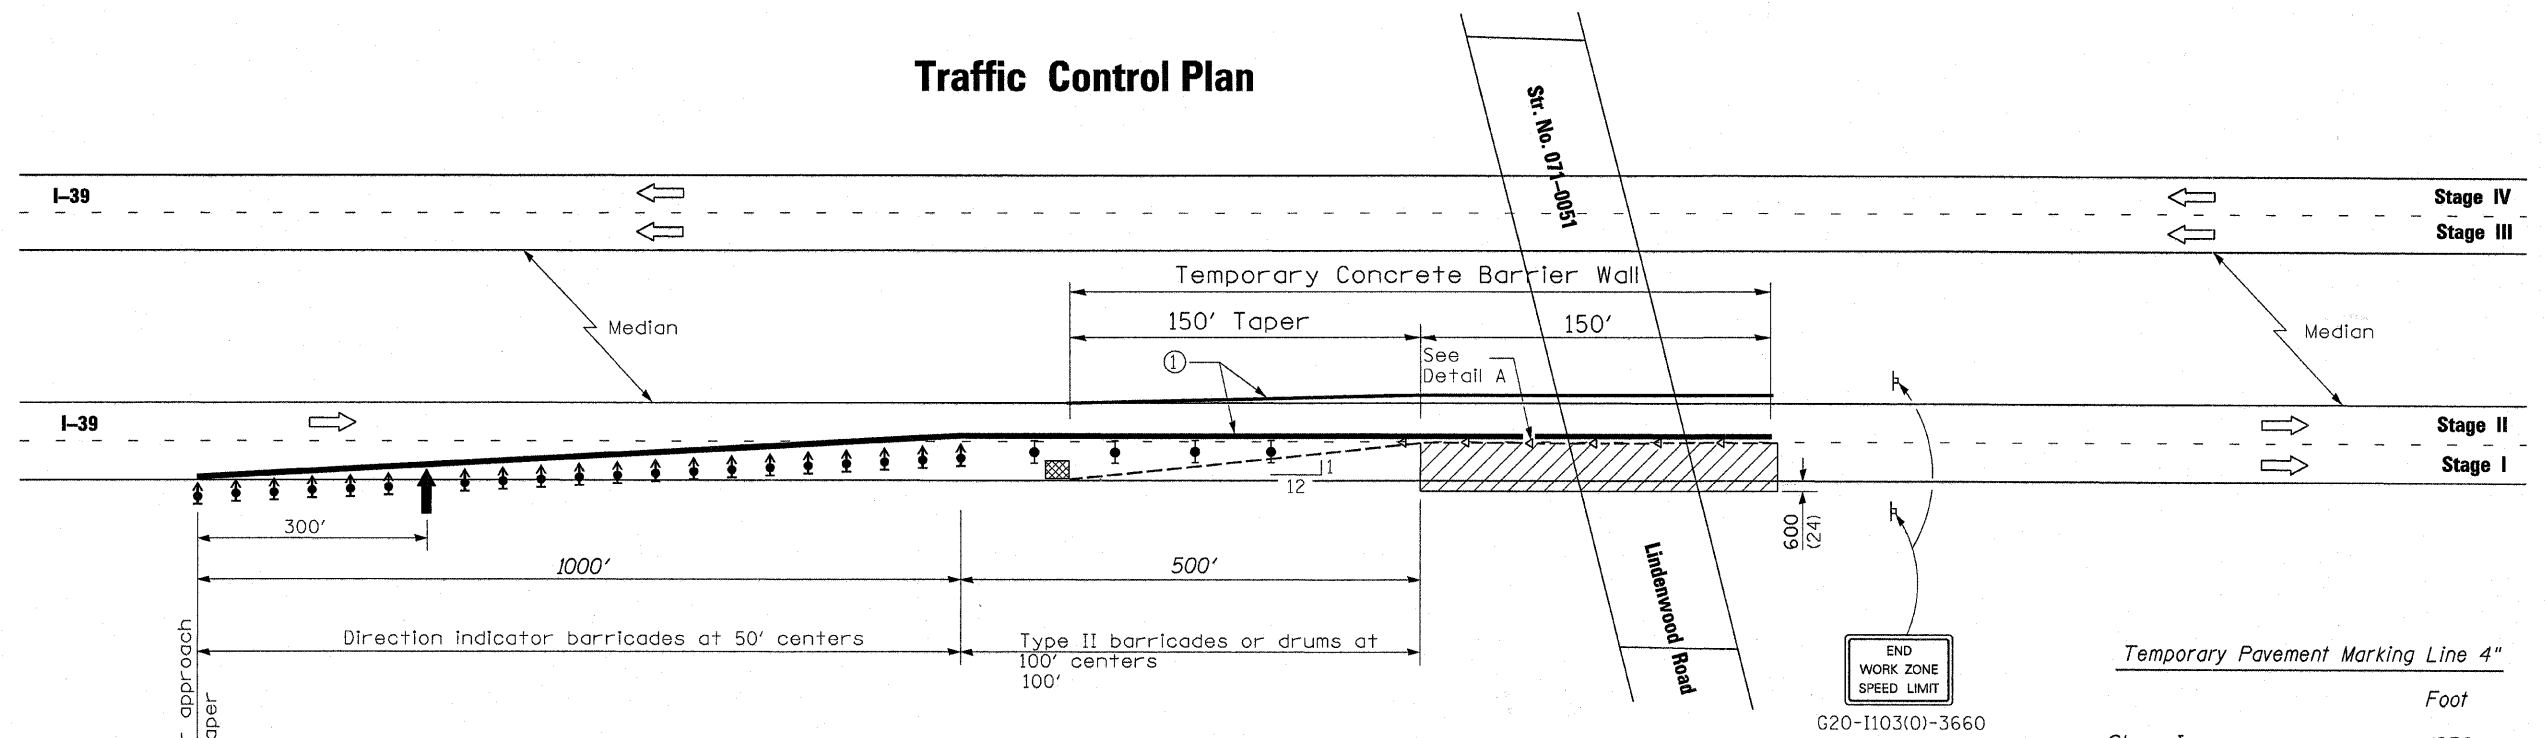 Traffic Control Plan
Str. No. 071-0051
I-39
Stage IV
Stage III
Temporary Concrete Barrier Wall
150' Taper
150'
Median
Median
1
See
Detail A
I-39
Stage II
Stage I
1
12
300'
600
(24)
1000'
500'
Lindenwood Road
Direction indicator barricades at 50' centers
Type II barricades or drums at
100' centers
100'
approach
aper
END
WORK ZONE
SPEED LIMIT
G20-I103(O)-3660
Temporary Pavement Marking Line 4"
Foot